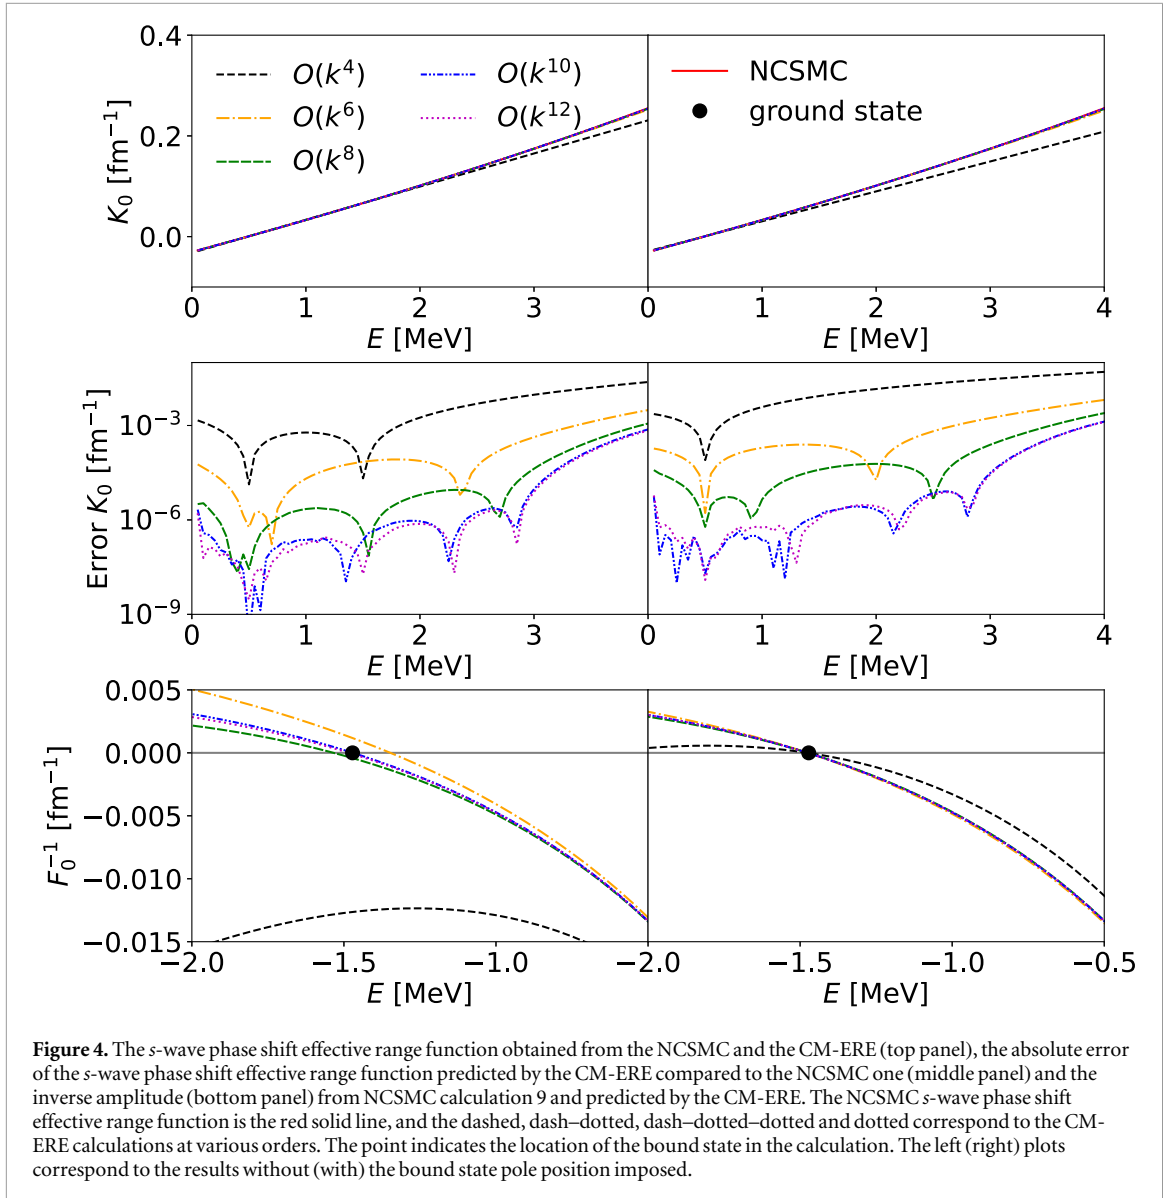 0.4
0.2
0.0
K₀ [fm⁻¹]
O(k⁴)
O(k⁶)
O(k⁸)
O(k¹⁰)
O(k¹²)
NCSMC
ground state
0 1 2 3 0 1 2 3 4
E [MeV] E [MeV]
10⁻³
10⁻⁶
10⁻⁹
Error K₀ [fm⁻¹]
0 1 2 3 0 1 2 3 4
E [MeV] E [MeV]
0.005
0.000
−0.005
−0.010
−0.015
F₀⁻¹ [fm⁻¹]
−2.0 −1.5 −1.0 −2.0 −1.5 −1.0 −0.5
E [MeV] E [MeV]
Figure 4. The s-wave phase shift effective range function obtained from the NCSMC and the CM-ERE (top panel), the absolute error
of the s-wave phase shift effective range function predicted by the CM-ERE compared to the NCSMC one (middle panel) and the
inverse amplitude (bottom panel) from NCSMC calculation 9 and predicted by the CM-ERE. The NCSMC s-wave phase shift
effective range function is the red solid line, and the dashed, dash–dotted, dash–dotted–dotted and dotted correspond to the CM-
ERE calculations at various orders. The point indicates the location of the bound state in the calculation. The left (right) plots
correspond to the results without (with) the bound state pole position imposed.